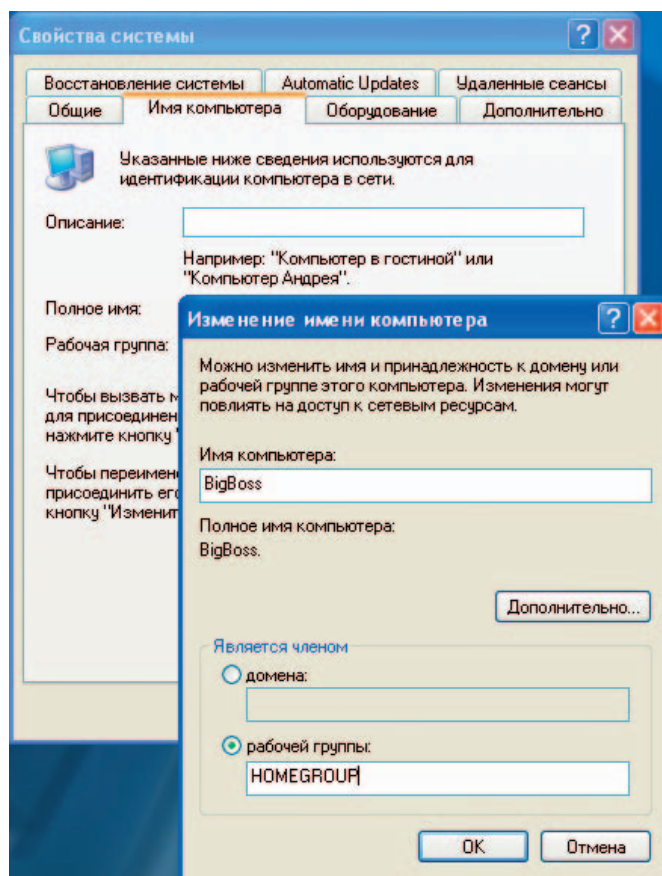 Свойства системы
Восстановление системы
Automatic Updates
Удаленные сеансы
Общие
Имя компьютера
Оборудование
Дополнительно
Указанные ниже сведения используются для
идентификации компьютера в сети.
Описание:
Например: "Компьютер в гостиной" или
"Компьютер Андрея".
Полное имя:
Рабочая группа:
Чтобы вызвать
для
нажмите кнопку
Чтобы
присоединить его
кнопку
Изменение имени компьютера
Можно изменить имя и принадлежность к домену или
рабочей группе этого компьютера. Изменения могут
повлиять на доступ к сетевым ресурсам.
Имя компьютера:
BigBoss
Полное имя компьютера:
BigBoss.
Дополнительно...
Является членом
домена:
рабочей группы:
HOMEGROUP
OK
Отмена